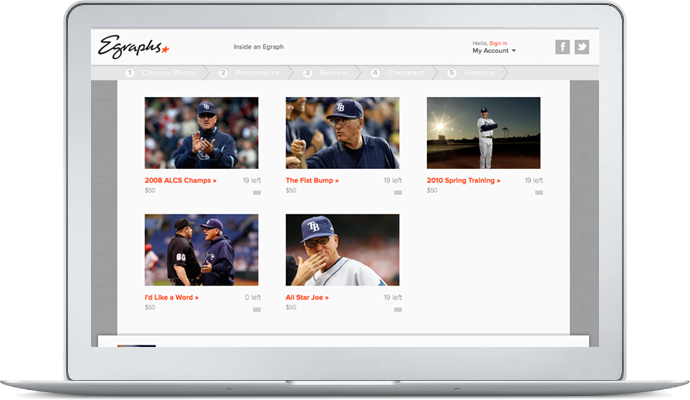 Egraphs
Inside an Egraph
Hello, Sign in
My Account
1 Choose Photo 2 Personalize 3 Review 4 Checkout 5 Finalize
2008 ALCS Champs » 19 left
$50
The Fist Bump » 19 left
$50
2010 Spring Training » 19 left
$50
I'd Like a Word » 0 left
$50
All Star Joe » 19 left
$50